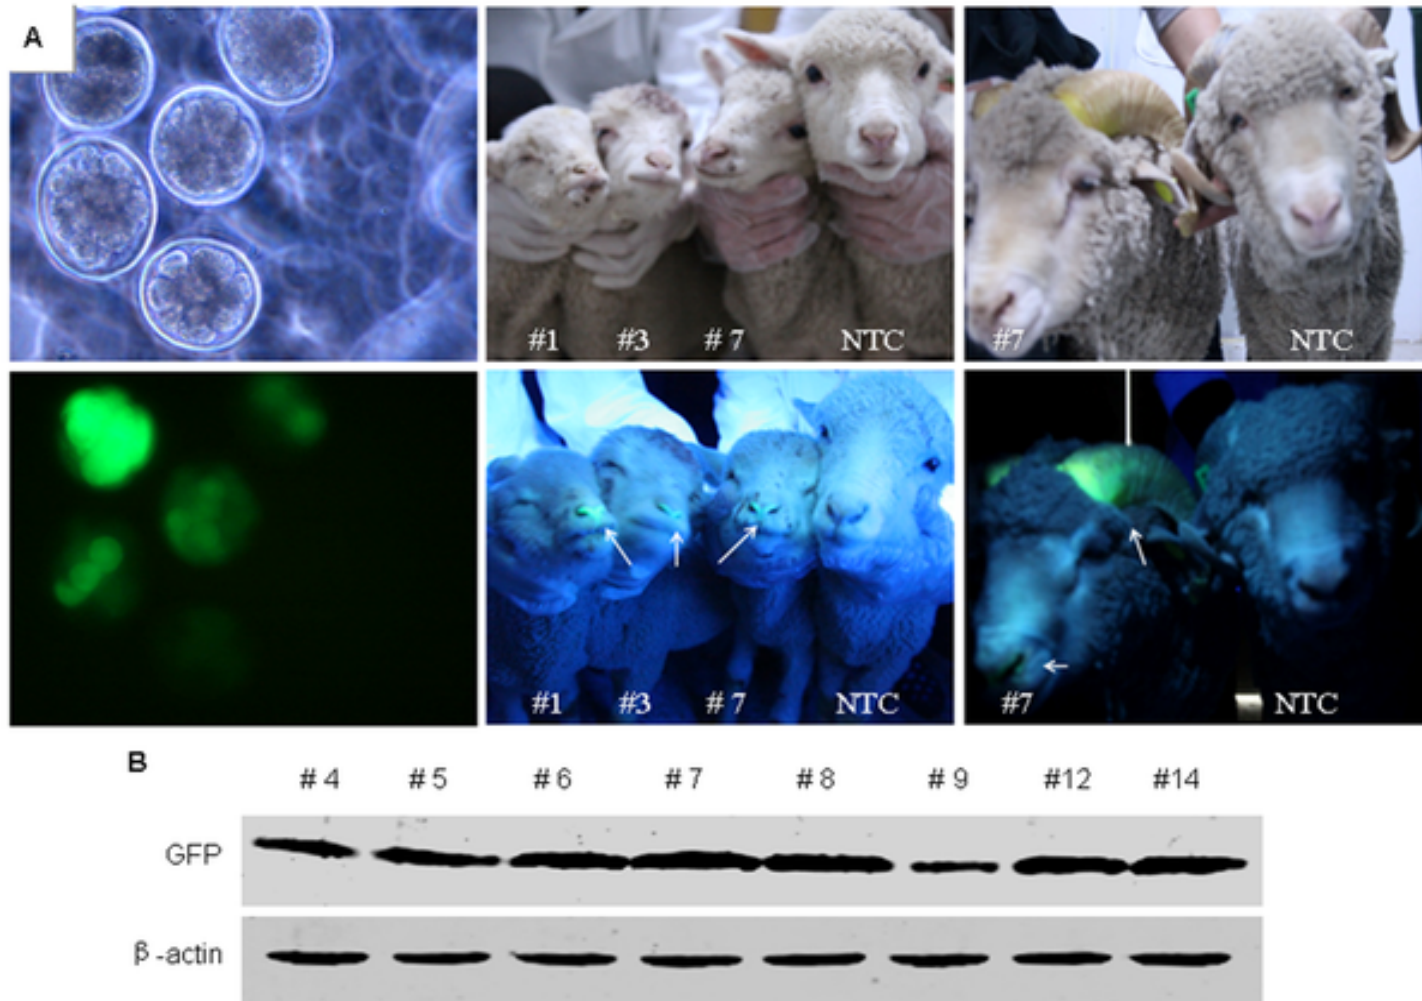 A
#1 #3 # 7 NTC
#7 NTC
#1 #3 # 7 NTC
#7 NTC
B
# 4 # 5 # 6 # 7 # 8 # 9 #12 #14
GFP
β-actin